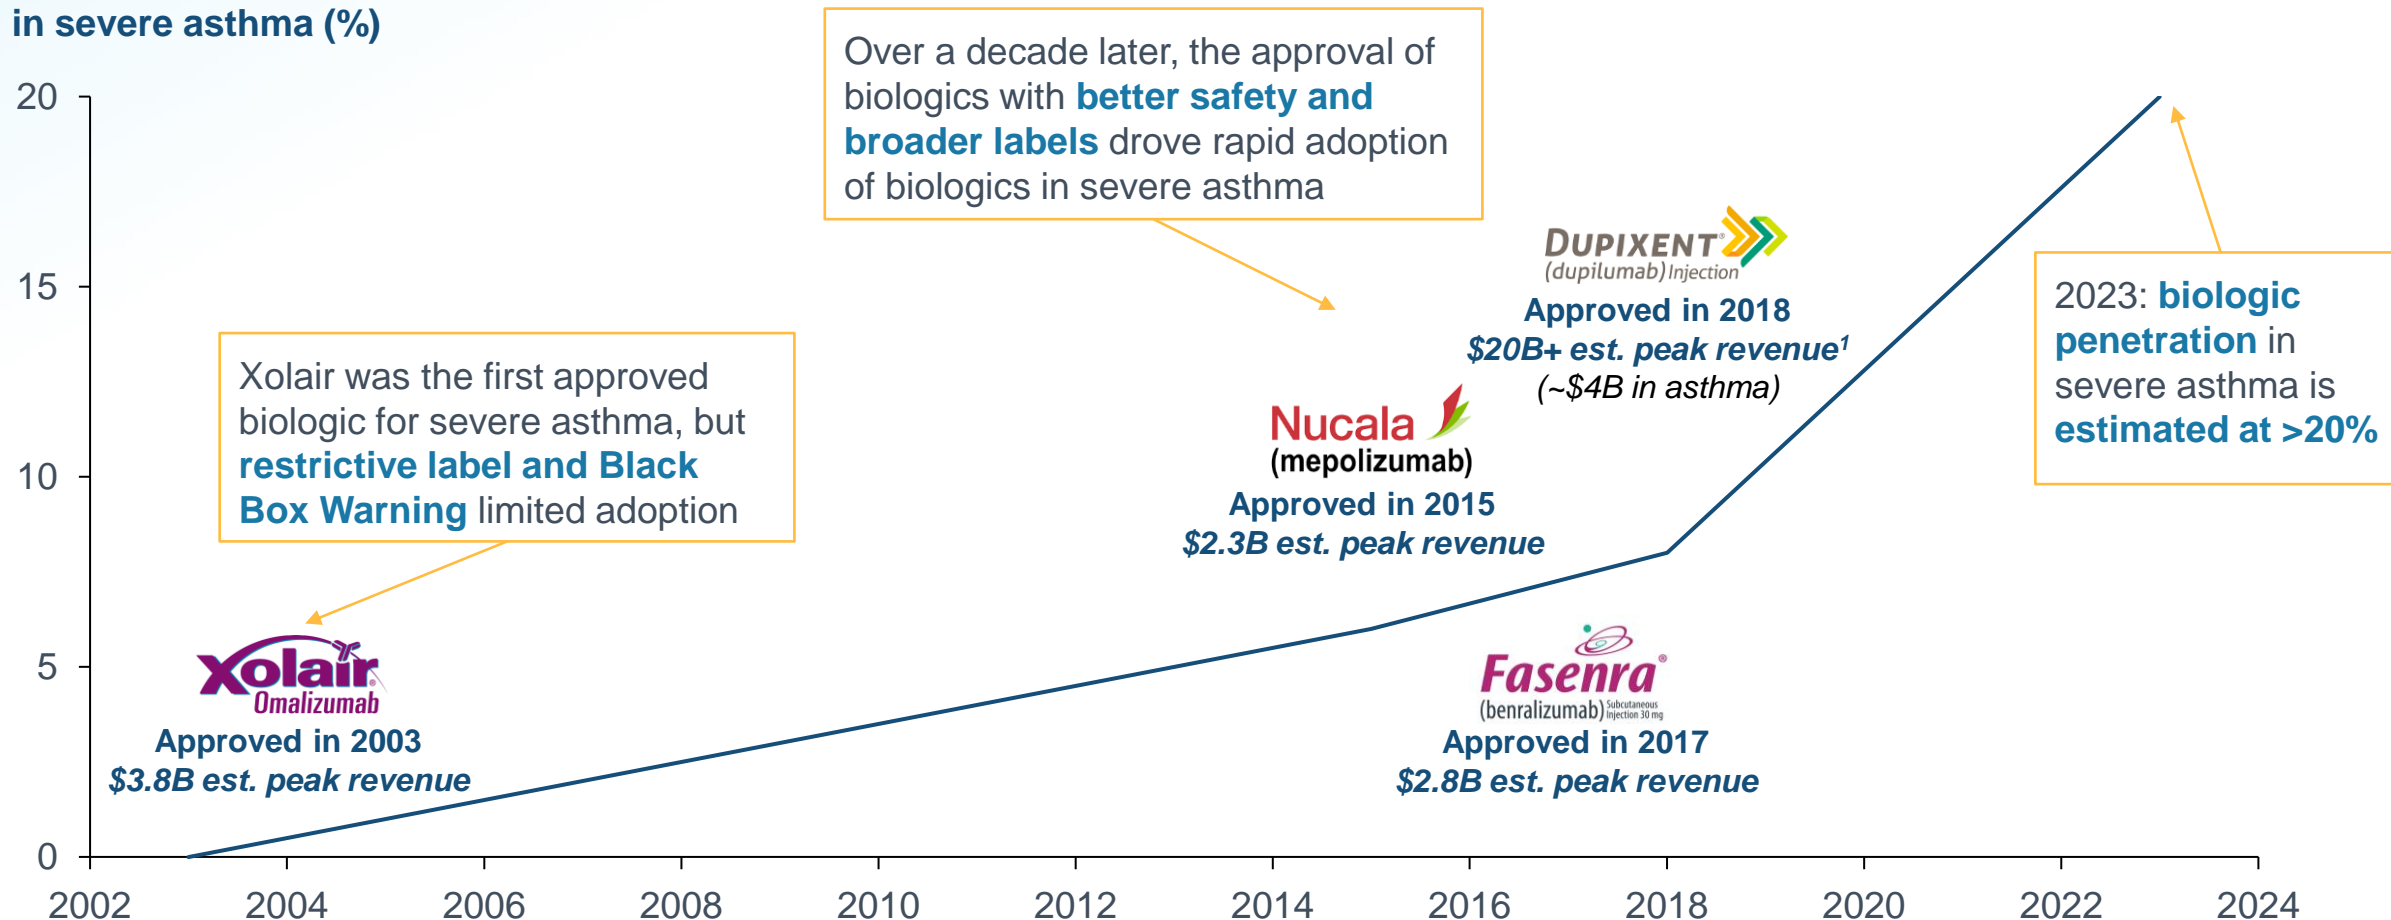 in severe asthma (%)
Over a decade later, the approval of
biologics with better safety and
broader labels drove rapid adoption
of biologics in severe asthma
20
15
10
5
0
DUPIXENT®
(dupilumab) Injection
Approved in 2018
$20B+ est. peak revenue¹
(~$4B in asthma)
2023: biologic
penetration in
severe asthma is
estimated at >20%
Xolair was the first approved
biologic for severe asthma, but
restrictive label and Black
Box Warning limited adoption
Nucala
(mepolizumab)
Approved in 2015
$2.3B est. peak revenue
Xolair®
Omalizumab
Approved in 2003
$3.8B est. peak revenue
Fasenra®
(benralizumab) Subcutaneous
Injection 30 mg
Approved in 2017
$2.8B est. peak revenue
2002 2004 2006 2008 2010 2012 2014 2016 2018 2020 2022 2024